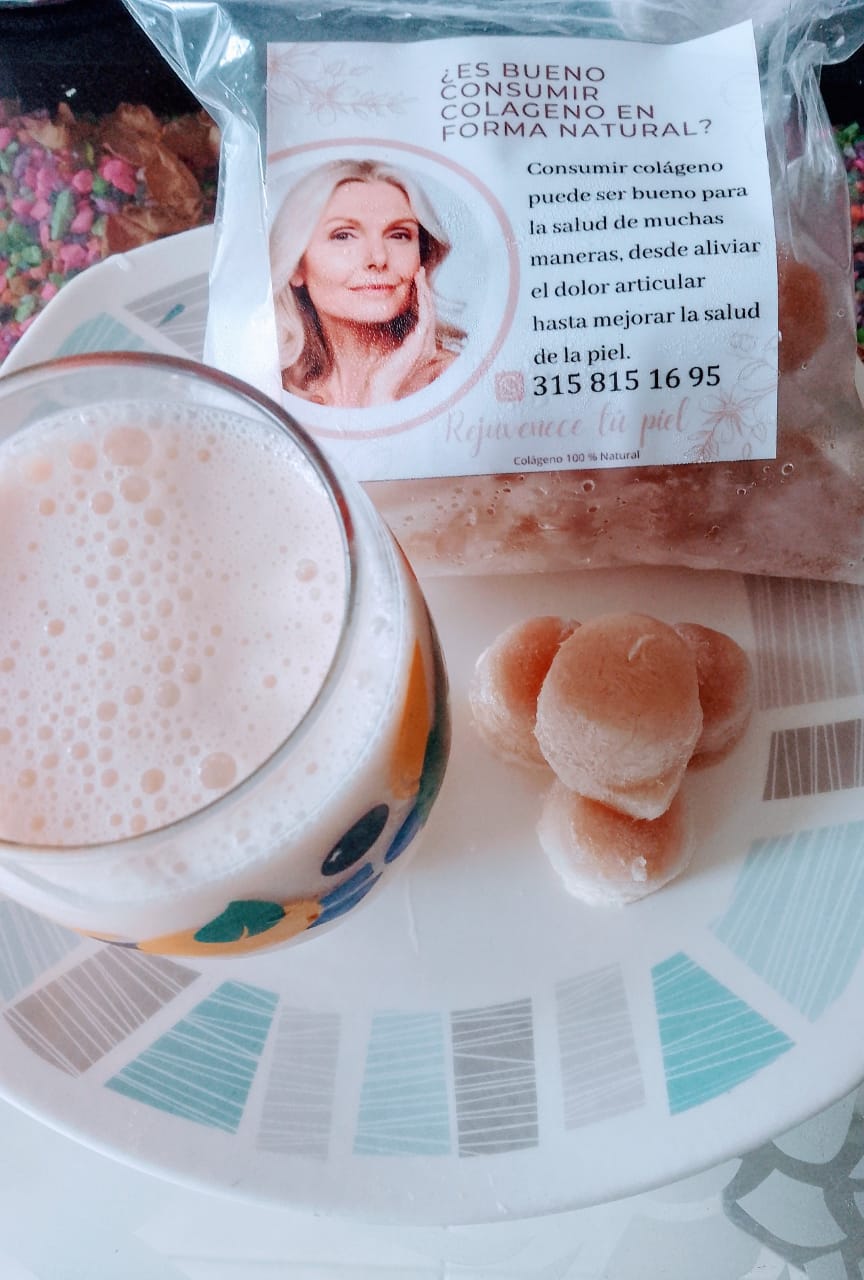 ¿ES BUENO
CONSUMIR
COLAGENO EN
FORMA NATURAL?
Consumir colágeno
puede ser bueno para
la salud de muchas
maneras, desde aliviar
el dolor articular
hasta mejorar la salud
de la piel.
315 815 16 95
Rejuvenece tú piel
Colágeno 100 % Natural